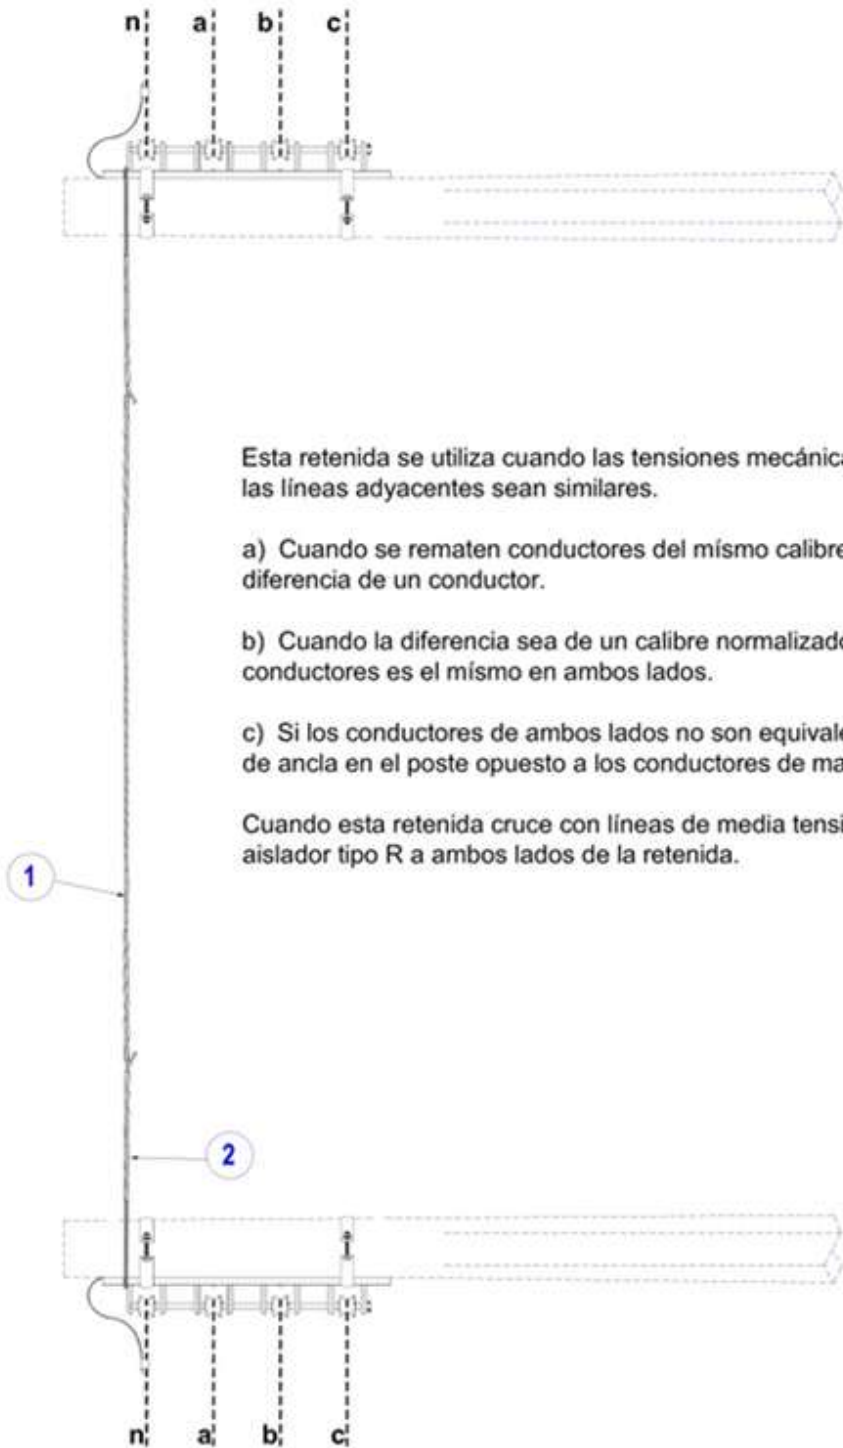 n a b c
Esta retenida se utiliza cuando las tensiones mecánica
las líneas adyacentes sean similares.
a) Cuando se rematen conductores del mísmo calibre
diferencia de un conductor.
b) Cuando la diferencia sea de un calibre normalizado
conductores es el mísmo en ambos lados.
c) Si los conductores de ambos lados no son equivale
de ancla en el poste opuesto a los conductores de ma
Cuando esta retenida cruce con líneas de media tensi
aislador tipo R a ambos lados de la retenida.
1
2
n a b c